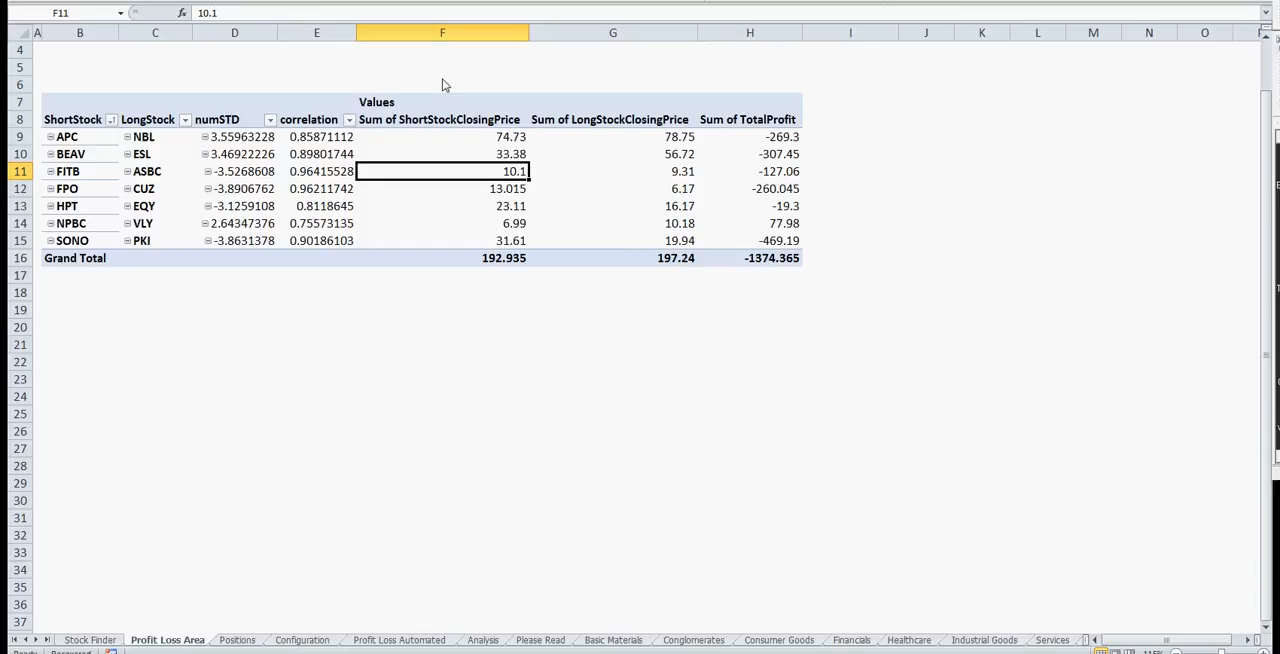 F11 fx 10.1
A B C D E F G H I J K L M N O
4
5
6
7 Values
8 ShortStock LongStock numSTD correlation Sum of ShortStockClosingPrice Sum of LongStockClosingPrice Sum of TotalProfit
9 APC NBL 3.55963228 0.85871112 74.73 78.75 -269.3
10 BEAV ESL 3.46922226 0.89801744 33.38 56.72 -307.45
11 FITB ASBC -3.5268608 0.96415528 10.1 9.31 -127.06
12 FPO CUZ -3.8906762 0.96211742 13.015 6.17 -260.045
13 HPT EQY -3.1259108 0.8118645 23.11 16.17 -19.3
14 NPBC VLY 2.64347376 0.75573135 6.99 10.18 77.98
15 SONO PKI -3.8631378 0.90186103 31.61 19.94 -469.19
16 Grand Total 192.935 197.24 -1374.365
17
18
19
20
21
22
23
24
25
26
27
28
29
30
31
32
33
34
35
36
37
Stock Finder Profit Loss Area Positions Configuration Profit Loss Automated Analysis Please Read Basic Materials Conglomerates Consumer Goods Financials Healthcare Industrial Goods Services
Ready Recovered 115%